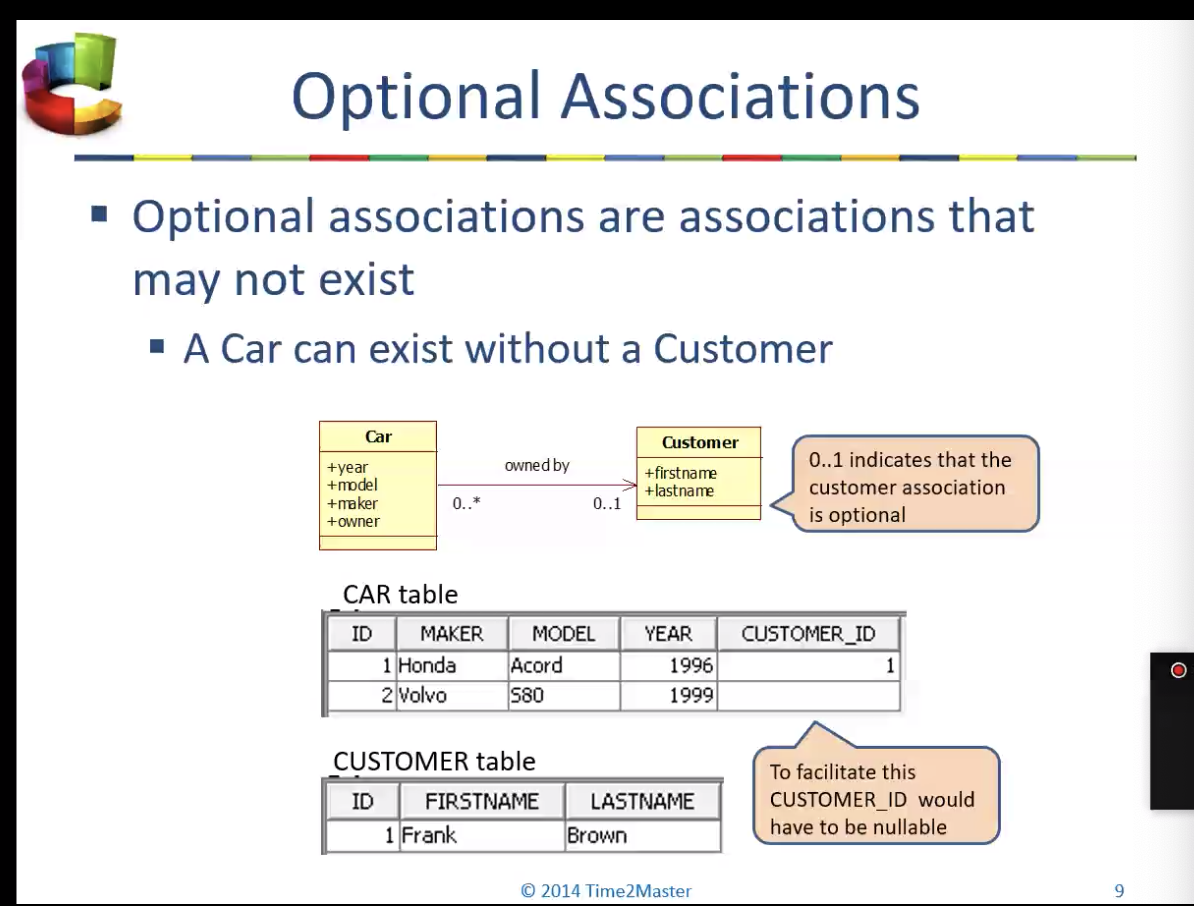 Optional Associations
Optional associations are associations that
may not exist
A Car can exist without a Customer
Car
+year
+model
+maker
+owner
owned by
0..*
0..1
Customer
+firstname
+lastname
0..1 indicates that the
customer association
is optional
CAR table
ID MAKER MODEL YEAR CUSTOMER_ID
1 Honda Acord 1996 1
2 Volvo S80 1999
CUSTOMER table
ID FIRSTNAME LASTNAME
1 Frank Brown
To facilitate this
CUSTOMER_ID would
have to be nullable
© 2014 Time2Master
9